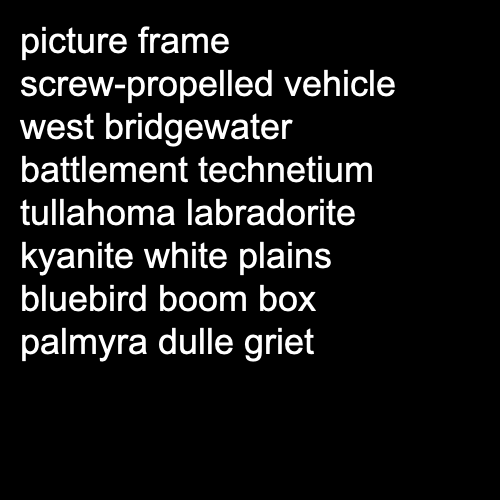 picture frame
screw-propelled vehicle
west bridgewater
battlement technetium
tullahoma labradorite
kyanite white plains
bluebird boom box
palmyra dulle griet